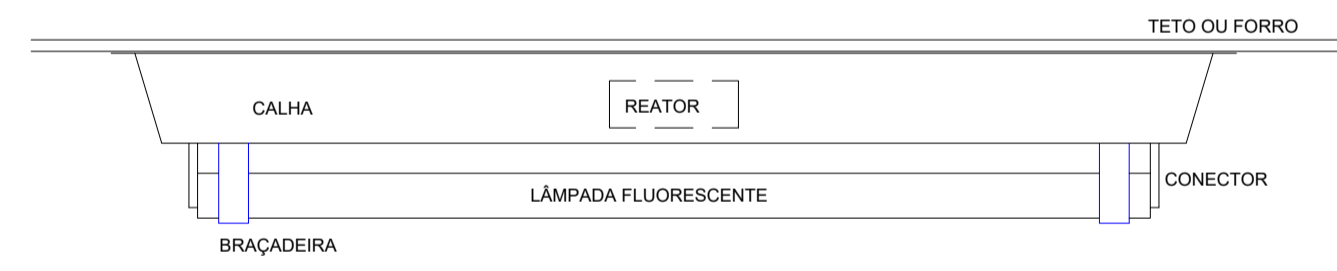 TETO OU FORRO
CALHA
REATOR
CONECTOR
LÂMPADA FLUORESCENTE
BRAÇADEIRA